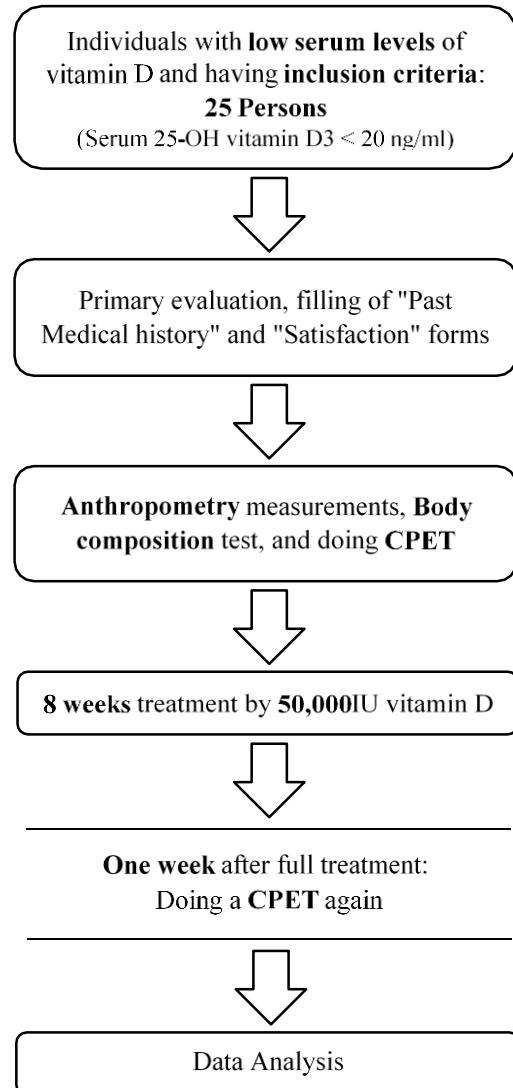 Individuals with low serum levels of
vitamin D and having inclusion criteria:
25 Persons
(Serum 25-OH vitamin D3 < 20 ng/ml)
Primary evaluation, filling of "Past
Medical history" and "Satisfaction" forms
Anthropometry measurements, Body
composition test, and doing CPET
8 weeks treatment by 50,000IU vitamin D
One week after full treatment:
Doing a CPET again
Data Analysis